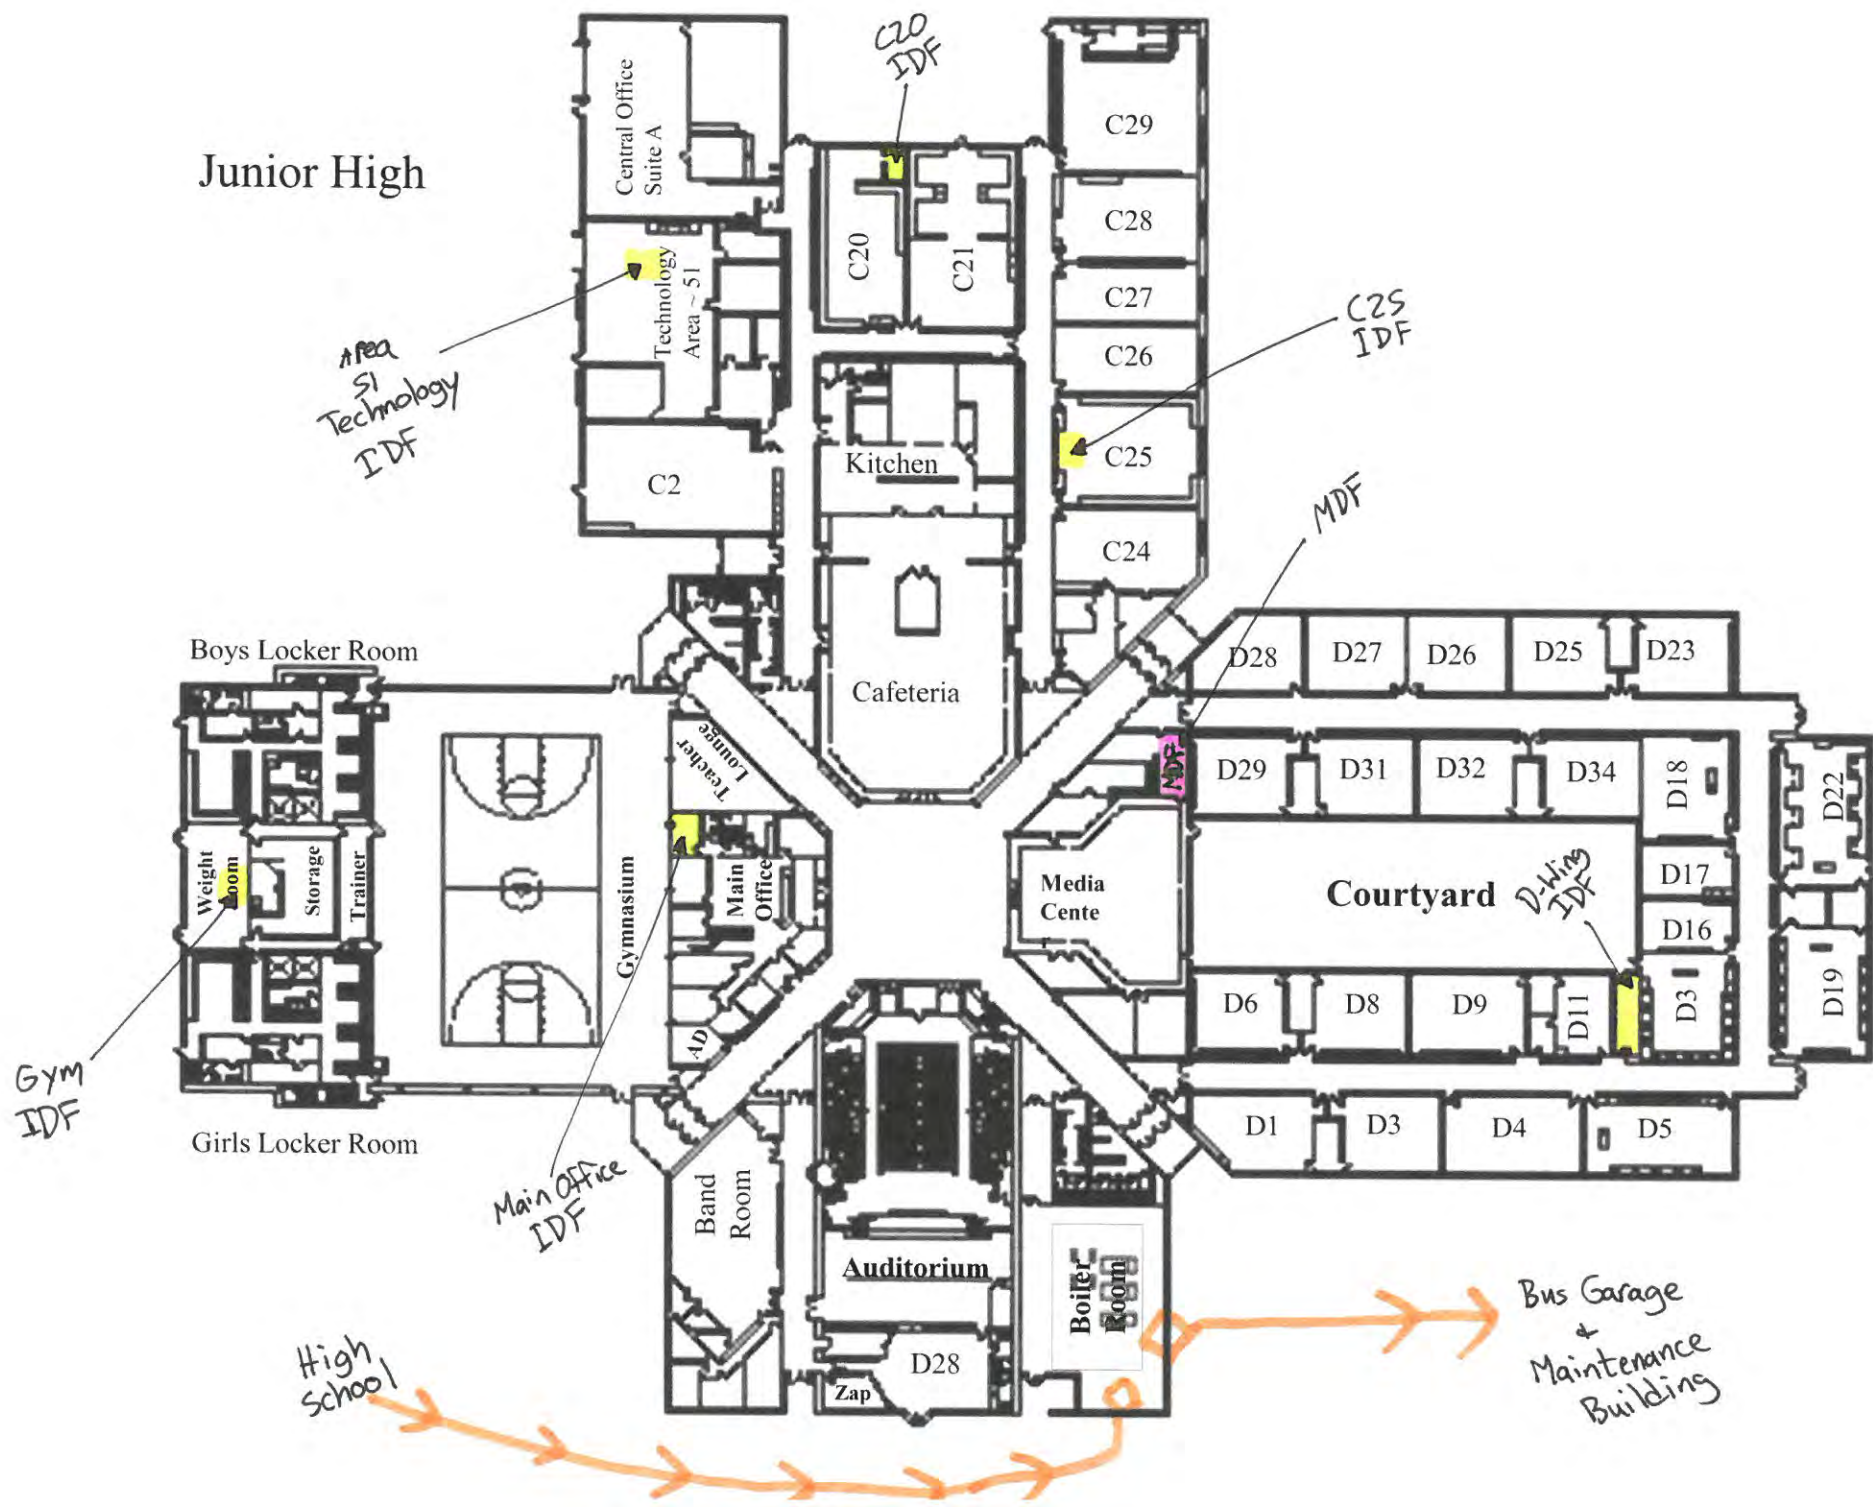 Junior High
C20
IDF
Central Office
Suite A
C29
C28
C20
C21
C27
Technology
Area ~ 51
C25
IDF
Area
51
Technology
IDF
C26
C25
Kitchen
C2
MDF
C24
Boys Locker Room
D28
D27
D26
D25
D23
Cafeteria
Teacher
Lounge
MDF
D29
D31
D32
D34
D18
D22
Weight
Room
Storage
Trainer
Gymnasium
Main
Office
Media
Cente
r
Courtyard
D-Wing
IDF
D17
D16
D6
D8
D9
D11
D3
D19
AD
Gym
IDF
Girls Locker Room
D1
D3
D4
D5
Main Office
IDF
Band
Room
Auditorium
Boiler
Room
Bus Garage
&
Maintenance
Building
High
School
D28
Zap